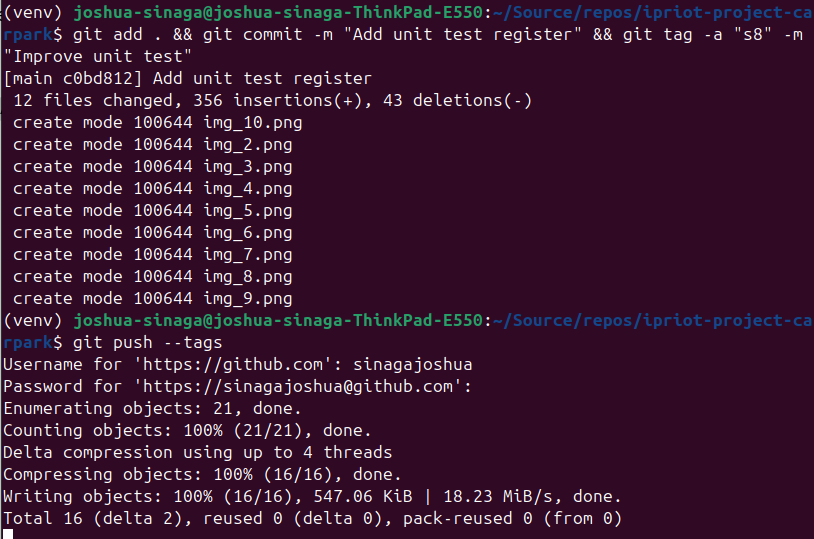 (venv) joshua-sinaga@joshua-sinaga-ThinkPad-E550:~/Source/repos/ipriot-project-ca
rpark$ git add . && git commit -m "Add unit test register" && git tag -a "s8" -m
"Improve unit test"
[main c0bd812] Add unit test register
 12 files changed, 356 insertions(+), 43 deletions(-)
 create mode 100644 img_10.png
 create mode 100644 img_2.png
 create mode 100644 img_3.png
 create mode 100644 img_4.png
 create mode 100644 img_5.png
 create mode 100644 img_6.png
 create mode 100644 img_7.png
 create mode 100644 img_8.png
 create mode 100644 img_9.png
(venv) joshua-sinaga@joshua-sinaga-ThinkPad-E550:~/Source/repos/ipriot-project-ca
rpark$ git push --tags
Username for 'https://github.com': sinagajoshua
Password for 'https://sinagajoshua@github.com':
Enumerating objects: 21, done.
Counting objects: 100% (21/21), done.
Delta compression using up to 4 threads
Compressing objects: 100% (16/16), done.
Writing objects: 100% (16/16), 547.06 KiB | 18.23 MiB/s, done.
Total 16 (delta 2), reused 0 (delta 0), pack-reused 0 (from 0)